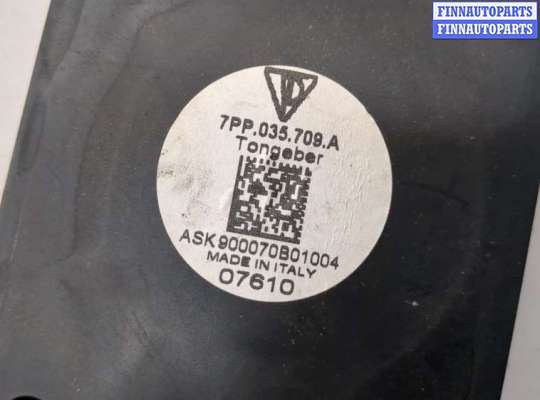 FINNAUTOPARTS
FINNAUTOPARTS
7PP.035.709.A
Tongeber
ASK900070B01004
MADE IN ITALY
07610